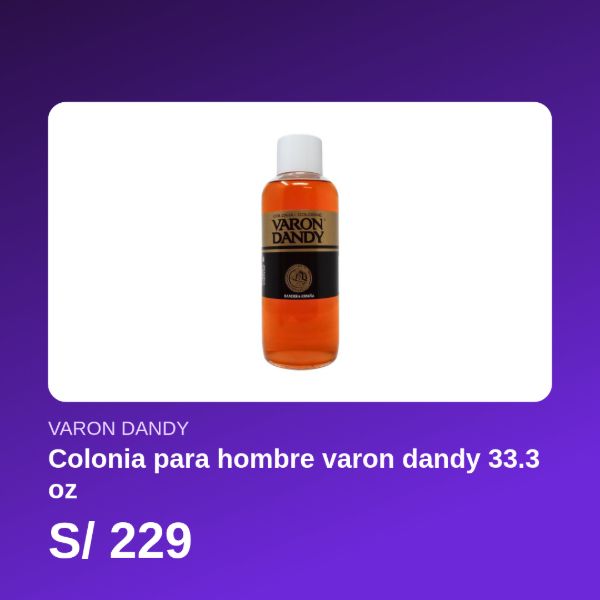 VARON
DANDY
VARON DANDY
Colonia para hombre varon dandy 33.3
oz
S/ 229